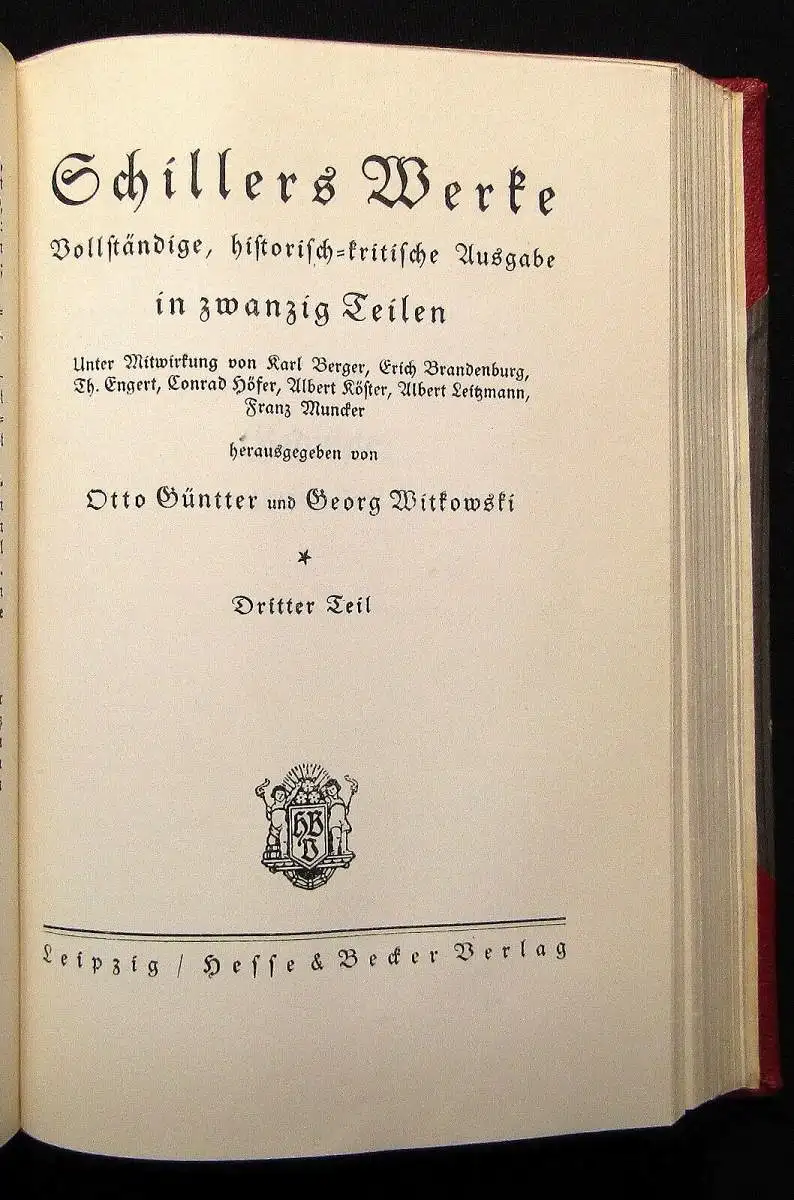 Schillers Werke
Vollständige, historisch-kritische Ausgabe
in zwanzig Teilen
Unter Mitwirkung von Karl Berger, Erich Brandenburg,
Th. Engert, Conrad Höfer, Albert Köster, Albert Leitzmann,
Franz Muncker
herausgegeben von
Otto Güntter und Georg Witkowski
*
Dritter Teil
HB
V
Leipzig / Hesse & Becker Verlag